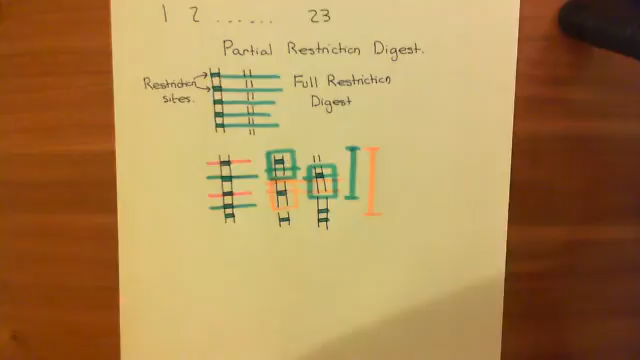 1 2 ...... 23
Partial Restriction Digest.
Restriction
sites.
Full Restriction
Digest